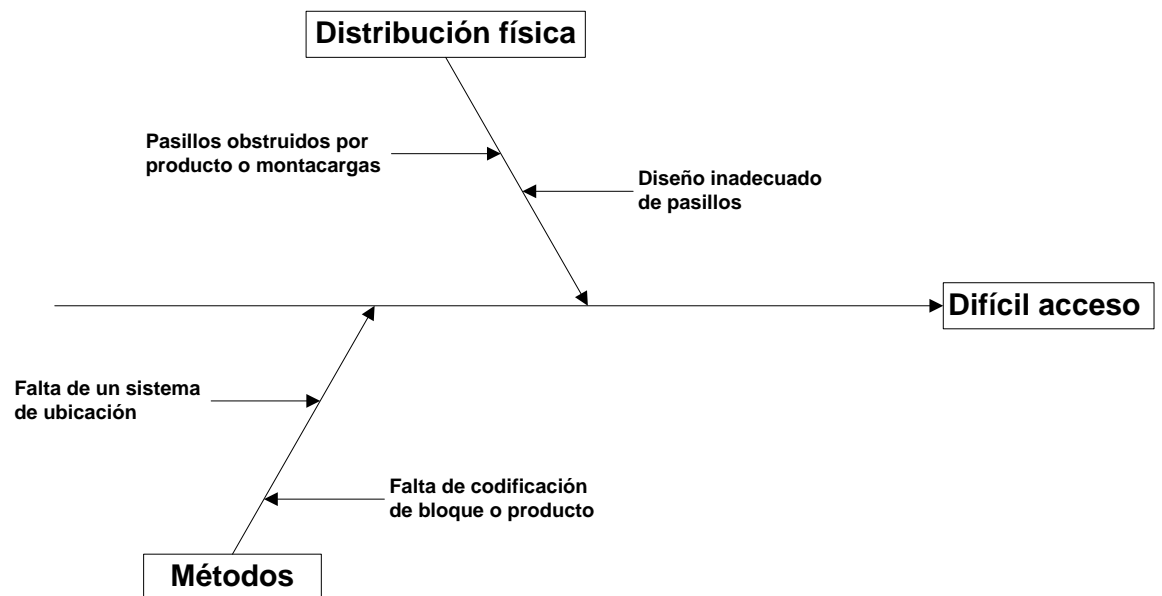 Distribución física
Pasillos obstruidos por
producto o montacargas
Diseño inadecuado
de pasillos
Difícil acceso
Falta de un sistema
de ubicación
Falta de codificación
de bloque o producto
Métodos